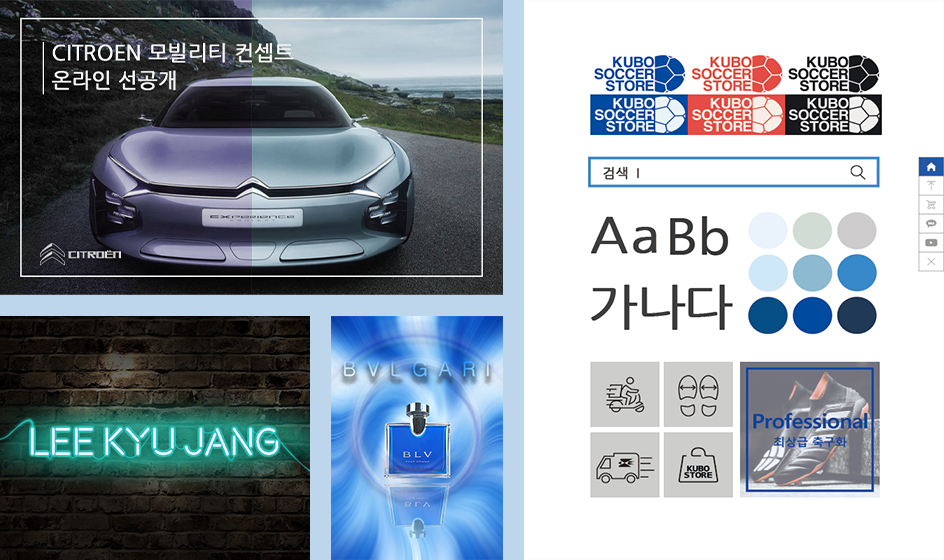 CITROEN 모빌리티 컨셉트
온라인 선공개
EXPERIENCE
CONCEPT
CITROËN
LEE KYU JANG
BVLGARI
BLV
KUBO
SOCCER
STORE
KUBO
SOCCER
STORE
KUBO
SOCCER
STORE
KUBO
SOCCER
STORE
KUBO
SOCCER
STORE
KUBO
SOCCER
STORE
검색
Aa Bb
가나다
KUBO
STORE
Professional
최상급 축구화